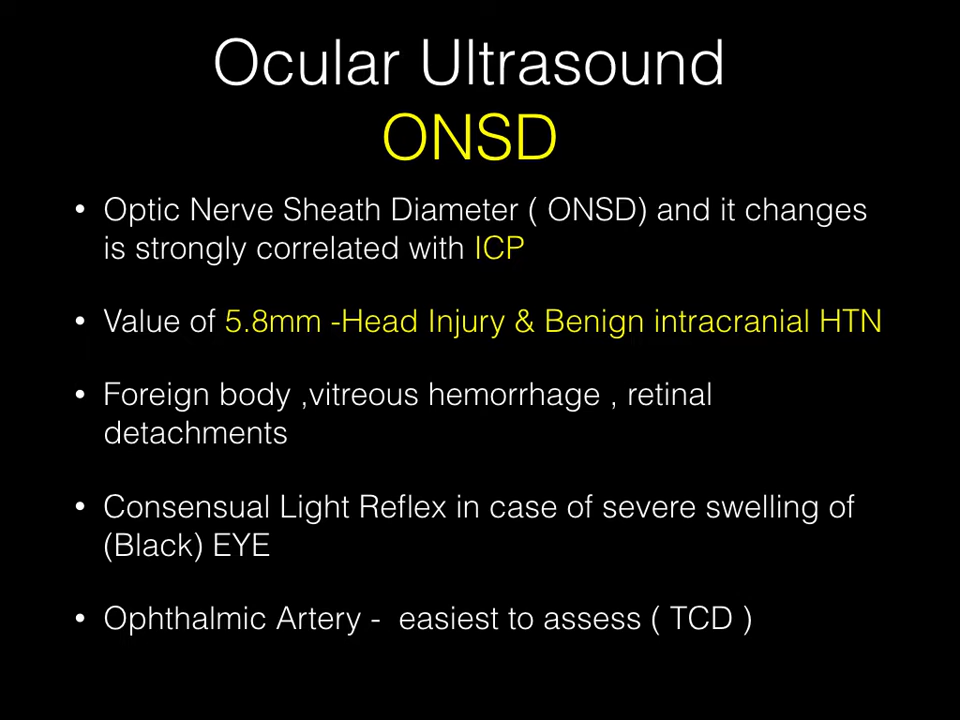 Ocular Ultrasound
ONSD
• Optic Nerve Sheath Diameter ( ONSD) and it changes
is strongly correlated with ICP
• Value of 5.8mm -Head Injury & Benign intracranial HTN
• Foreign body ,vitreous hemorrhage , retinal
detachments
• Consensual Light Reflex in case of severe swelling of
(Black) EYE
• Ophthalmic Artery -  easiest to assess ( TCD )